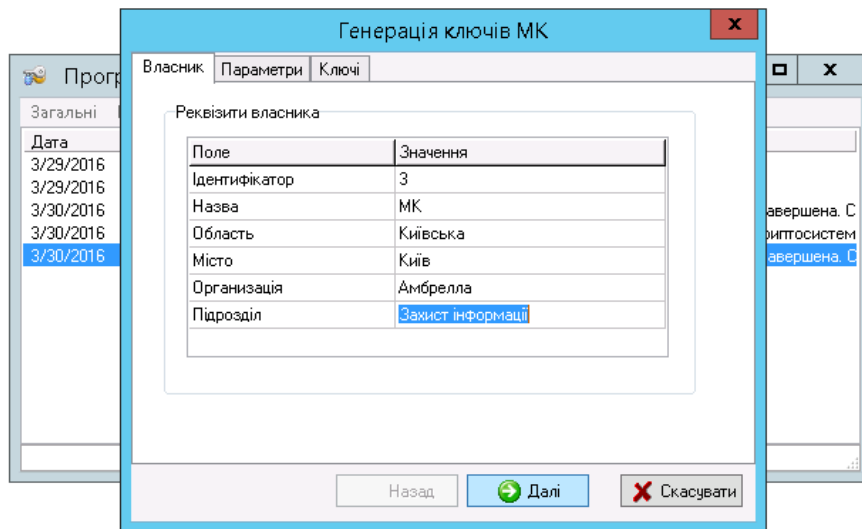 Генерація ключів МК
x
Прогр
x
Власник Параметри Ключі
Загальні
Реквізити власника
Дата
Поле Значення
3/29/2016
Ідентифікатор 3
3/29/2016
Назва МК
3/30/2016 авершена. С
Область Київська
3/30/2016 риптосистем
Місто Київ
3/30/2016 авершена. С
Организація Амбрелла
Підрозділ Захист інформації
Назад Далі Скасувати